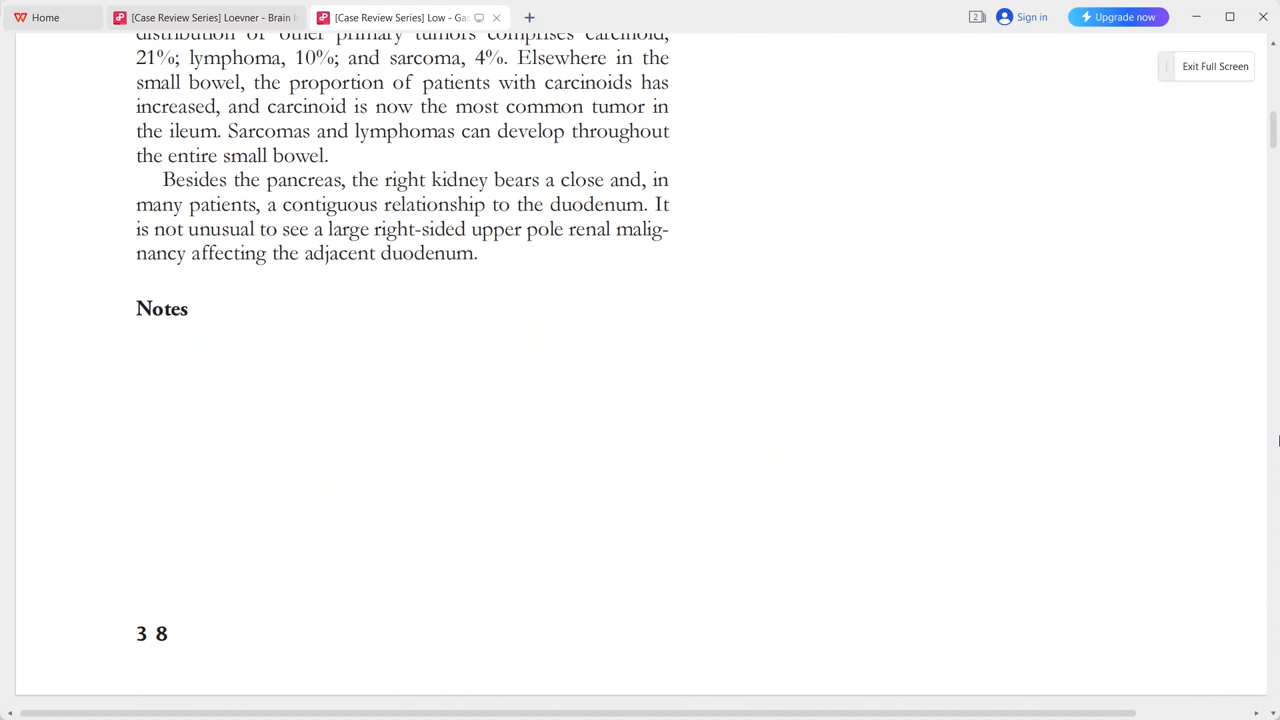 Home
[Case Review Series] Loevner - Brain I
[Case Review Series] Low - Gas
2
Sign in
Upgrade now
Exit Full Screen
distribution of other primary tumors comprises carcinoid,
21%; lymphoma, 10%; and sarcoma, 4%. Elsewhere in the
small bowel, the proportion of patients with carcinoids has
increased, and carcinoid is now the most common tumor in
the ileum. Sarcomas and lymphomas can develop throughout
the entire small bowel.
Besides the pancreas, the right kidney bears a close and, in
many patients, a contiguous relationship to the duodenum. It
is not unusual to see a large right-sided upper pole renal malig-
nancy affecting the adjacent duodenum.
Notes
3 8